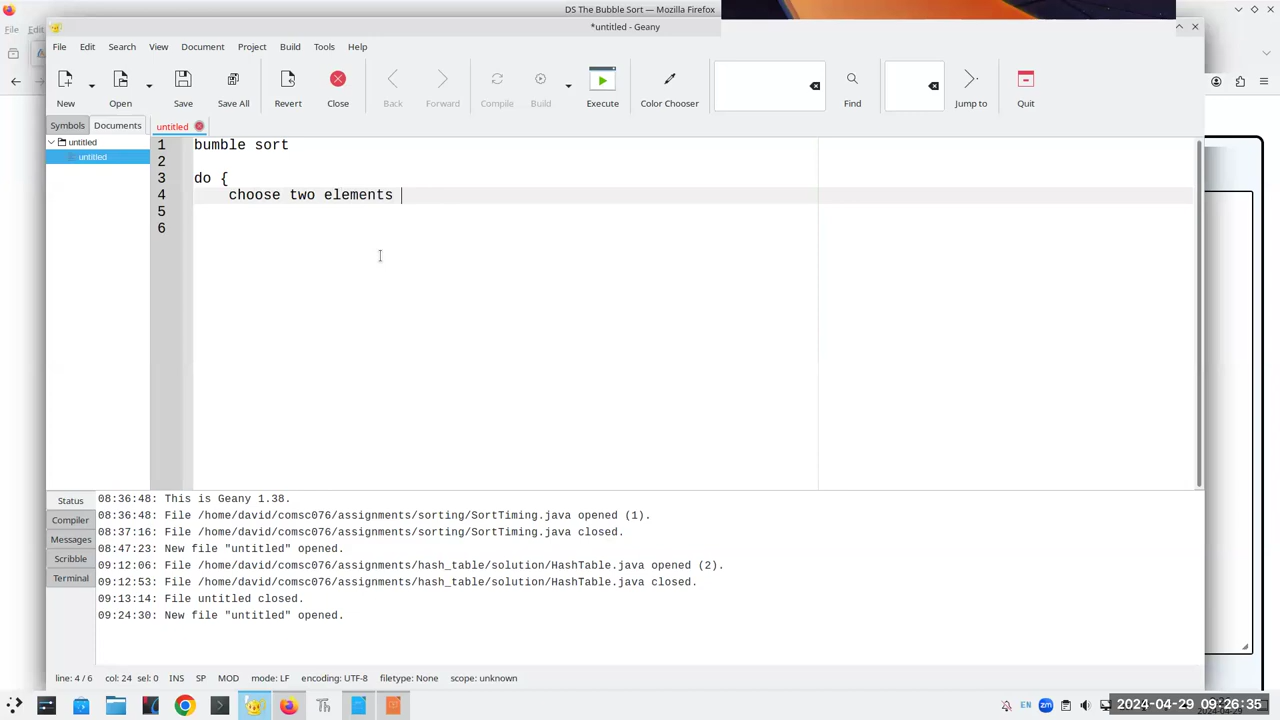 DS The Bubble Sort — Mozilla Firefox
File
*untitled - Geany
File Edit Search View Document Project Build Tools Help
New Open Save Save All Revert Close Back Forward Compile Build Execute Color Chooser Find Jump to Quit
Symbols Documents untitled
untitled
untitled
1 bumble sort
2
3 do {
4 choose two elements
5
6
Status
Compiler
Messages
Scribble
Terminal
08:36:48: This is Geany 1.38.
08:36:48: File /home/david/comsc076/assignments/sorting/SortTiming.java opened (1).
08:37:16: File /home/david/comsc076/assignments/sorting/SortTiming.java closed.
08:47:23: New file "untitled" opened.
09:12:06: File /home/david/comsc076/assignments/hash_table/solution/HashTable.java opened (2).
09:12:53: File /home/david/comsc076/assignments/hash_table/solution/HashTable.java closed.
09:13:14: File untitled closed.
09:24:30: New file "untitled" opened.
line: 4 / 6 col: 24 sel: 0 INS SP MOD mode: LF encoding: UTF-8 filetype: None scope: unknown
Th EN zm 2024-04-29 09:26:35